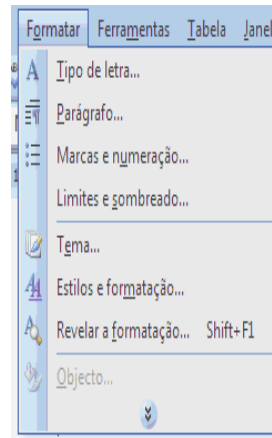 Formatar Ferramentas Tabela
Tipo de letra...
Parágrafo...
Marcas e numeração...
Limites e sombreado...
Tema...
Estilos e formatação...
Revelar a formatação... Shift+F1
Objecto...